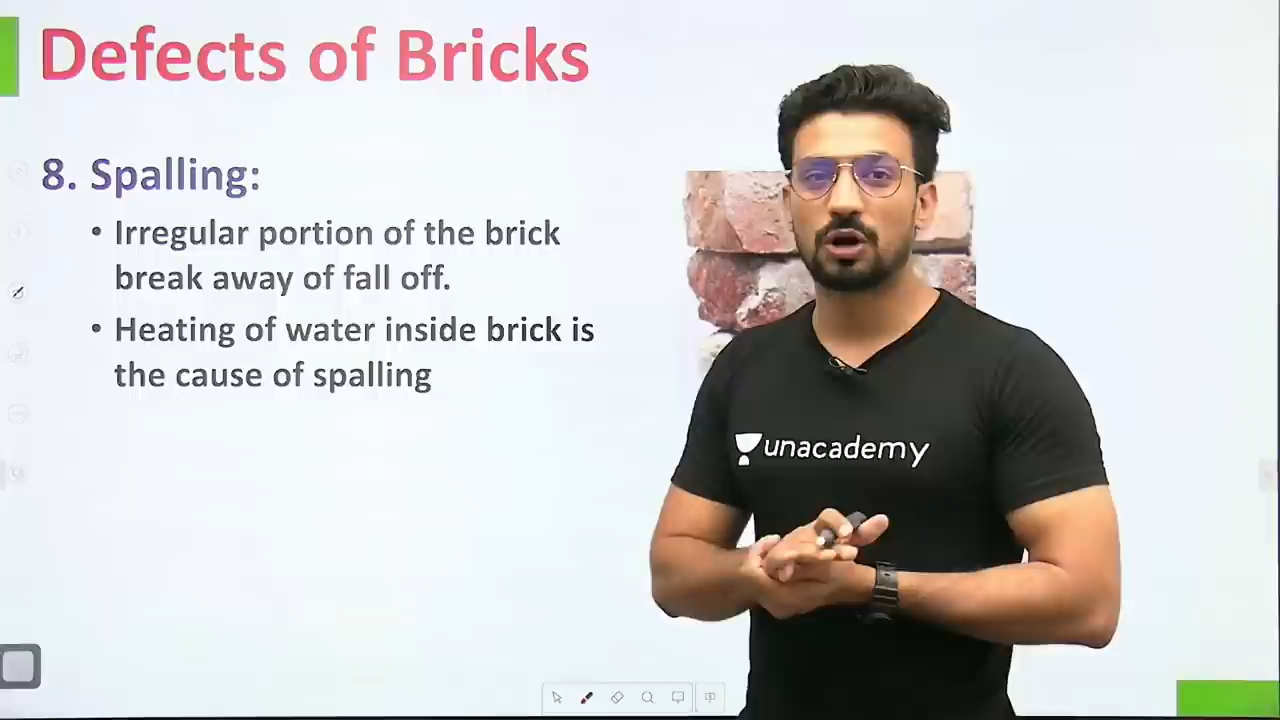 Defects of Bricks
8. Spalling:
• Irregular portion of the brick
break away of fall off.
• Heating of water inside brick is
the cause of spalling
unacademy